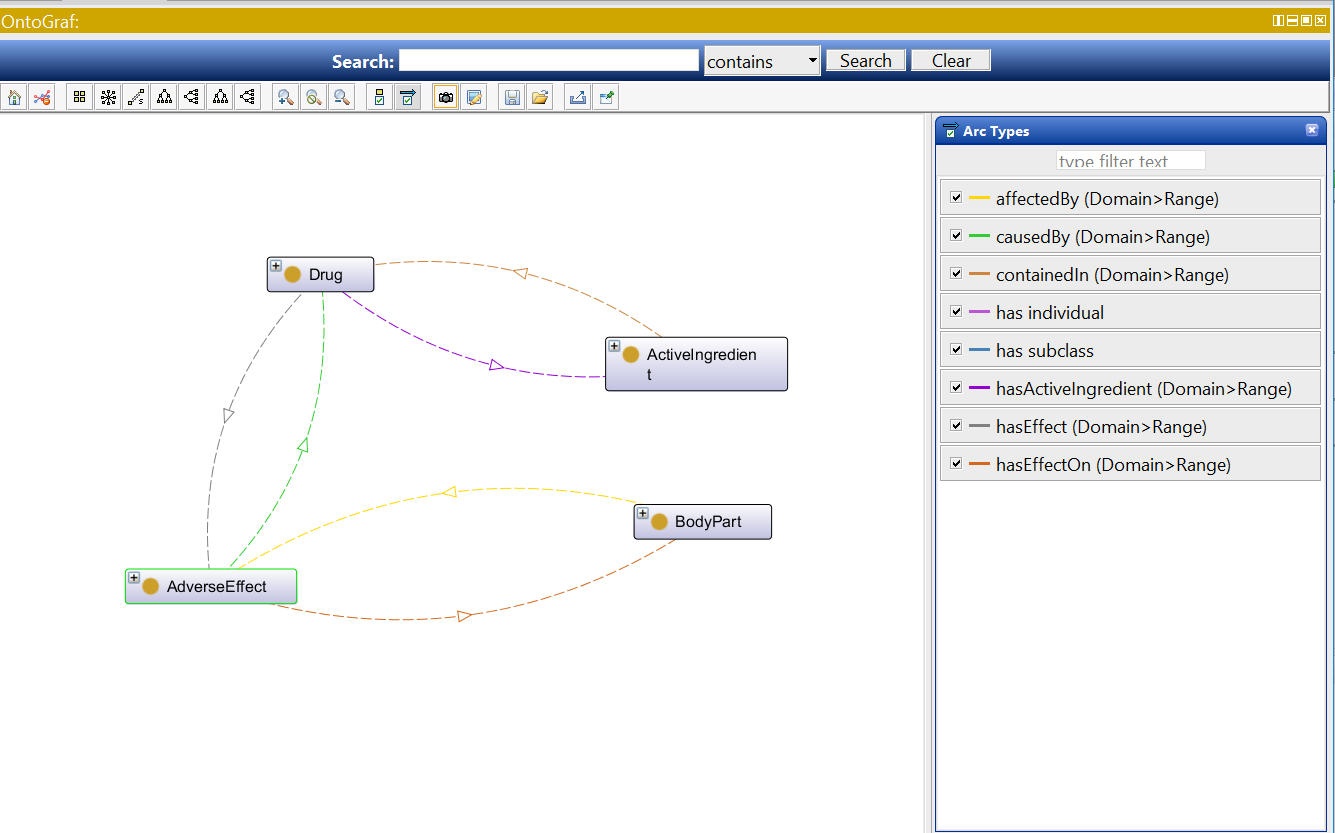 OntoGraf:
Search:
contains
Search
Clear
Arc Types
type filter text
affectedBy (Domain>Range)
causedBy (Domain>Range)
containedIn (Domain>Range)
has individual
has subclass
hasActiveIngredient (Domain>Range)
hasEffect (Domain>Range)
hasEffectOn (Domain>Range)
Drug
ActiveIngredien
t
BodyPart
AdverseEffect